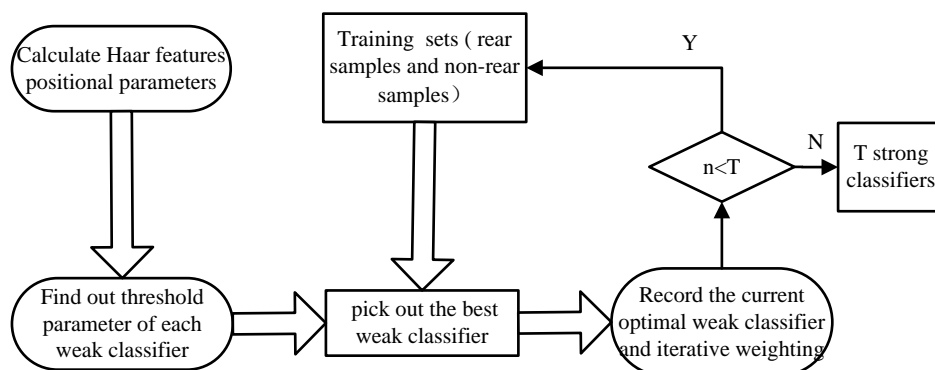 Calculate Haar features
positional parameters
Training sets ( rear
samples and non-rear
samples）
Y
n<T
N
T strong
classifiers
Find out threshold
parameter of each
weak classifier
pick out the best
weak classifier
Record the current
optimal weak classifier
and iterative weighting